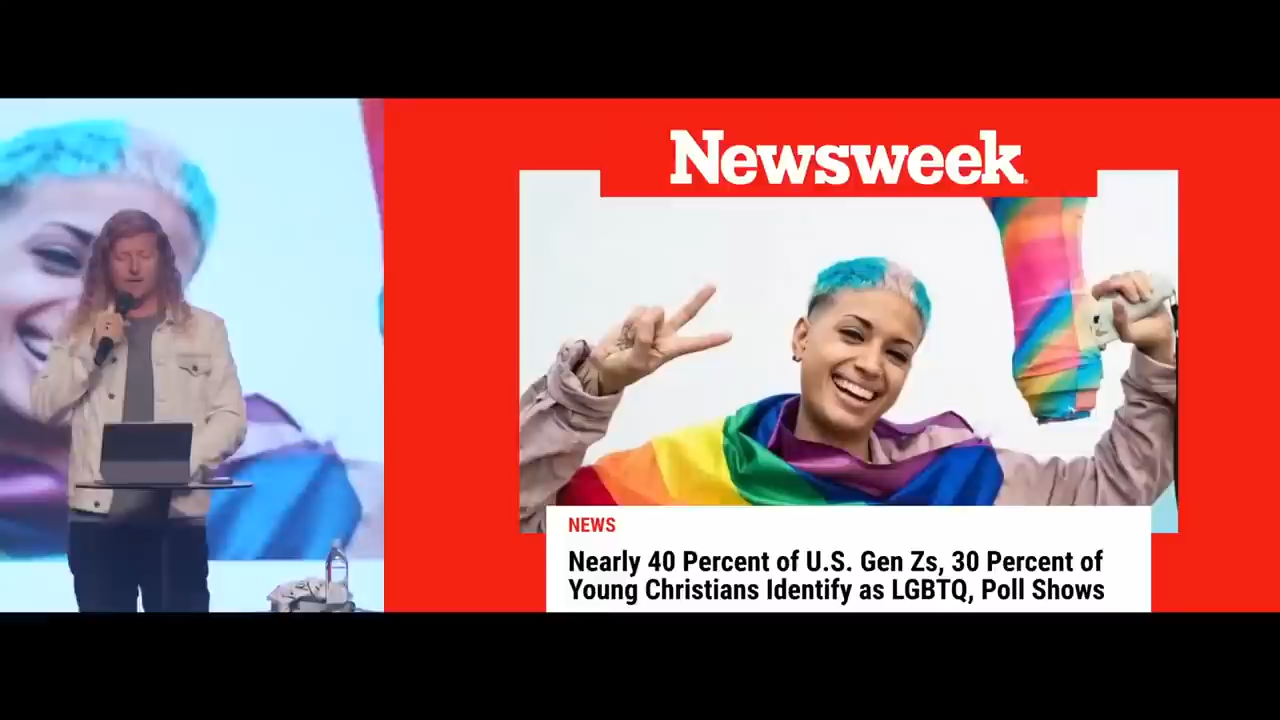 Newsweek
NEWS
Nearly 40 Percent of U.S. Gen Zs, 30 Percent of
Young Christians Identify as LGBTQ, Poll Shows